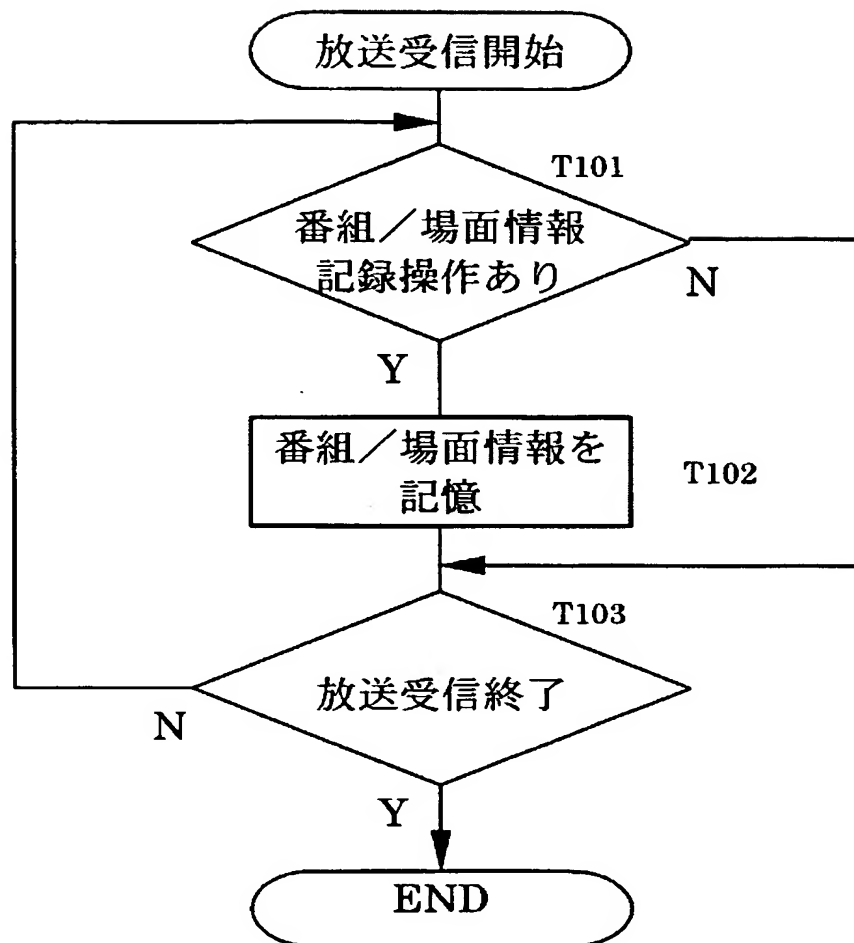 放送受信開始
T101
番組／場面情報
記録操作あり
N
Y
番組／場面情報を
記憶
T102
T103
放送受信終了
N
Y
END